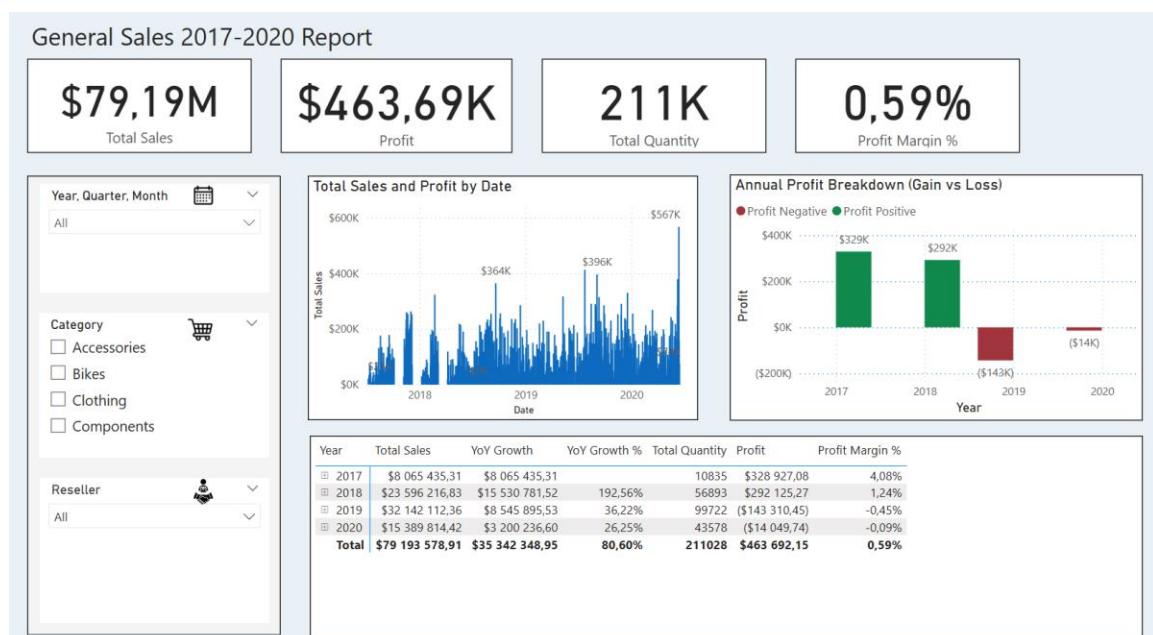 General Sales 2017-2020 Report
$79,19M
Total Sales
$463,69K
Profit
211K
Total Quantity
0,59%
Profit Margin %
Year, Quarter, Month
All
Category
Accessories
Bikes
Clothing
Components
Reseller
All
Total Sales and Profit by Date
Total Sales
$600K
$400K
$200K
$0K
$364K
$396K
$567K
2018 2019 2020
Date
Annual Profit Breakdown (Gain vs Loss)
Profit Negative Profit Positive
Profit
$400K
$200K
$0K
($200K)
$329K
$292K
($143K)
($14K)
2017 2018 2019 2020
Year
Year Total Sales YoY Growth YoY Growth % Total Quantity Profit Profit Margin %
2017 $8 065 435,31 $8 065 435,31 10835 $328 927,08 4,08%
2018 $23 596 216,83 $15 530 781,52 192,56% 56893 $292 125,27 1,24%
2019 $32 142 112,36 $8 545 895,53 36,22% 99722 ($143 310,45) -0,45%
2020 $15 389 814,42 $3 200 236,60 26,25% 43578 ($14 049,74) -0,09%
Total $79 193 578,91 $35 342 348,95 80,60% 211028 $463 692,15 0,59%